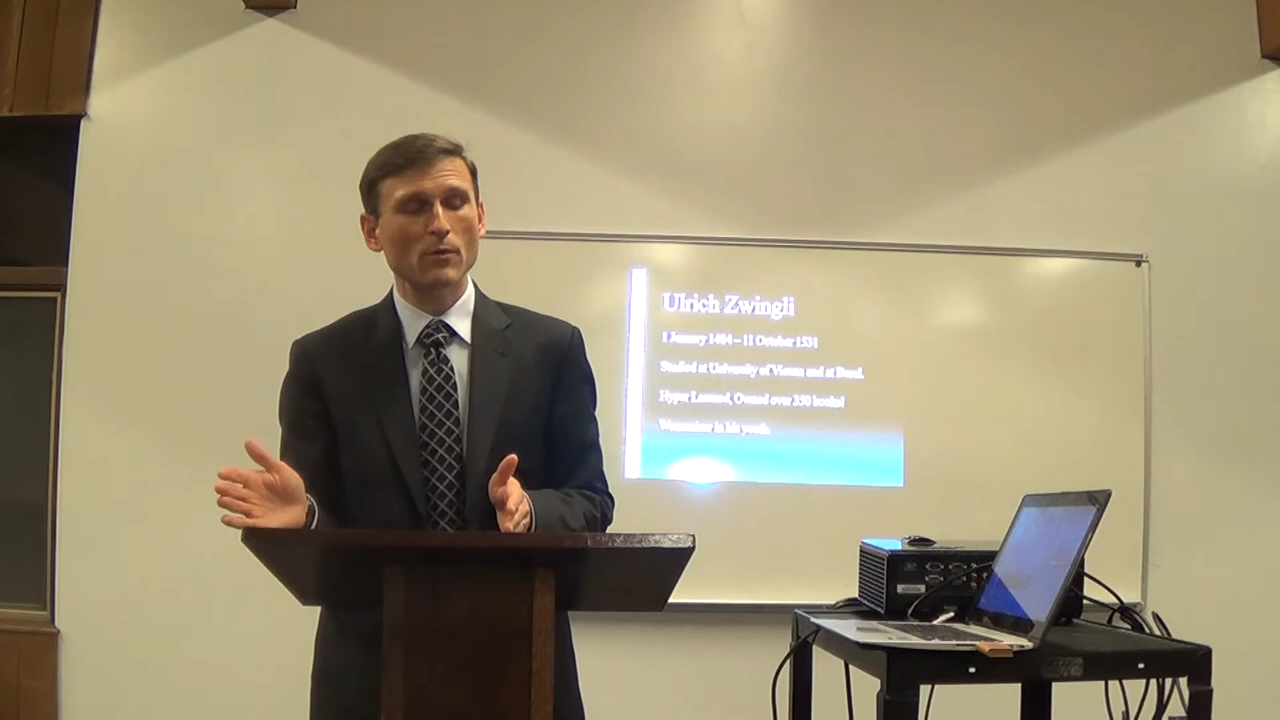 Ulrich Zwingli
1 January 1484 – 11 October 1531
Studied at University of Vienna and at Basel.
Hyper Learned, Owned over 350 books!
Womanizer in his youth.